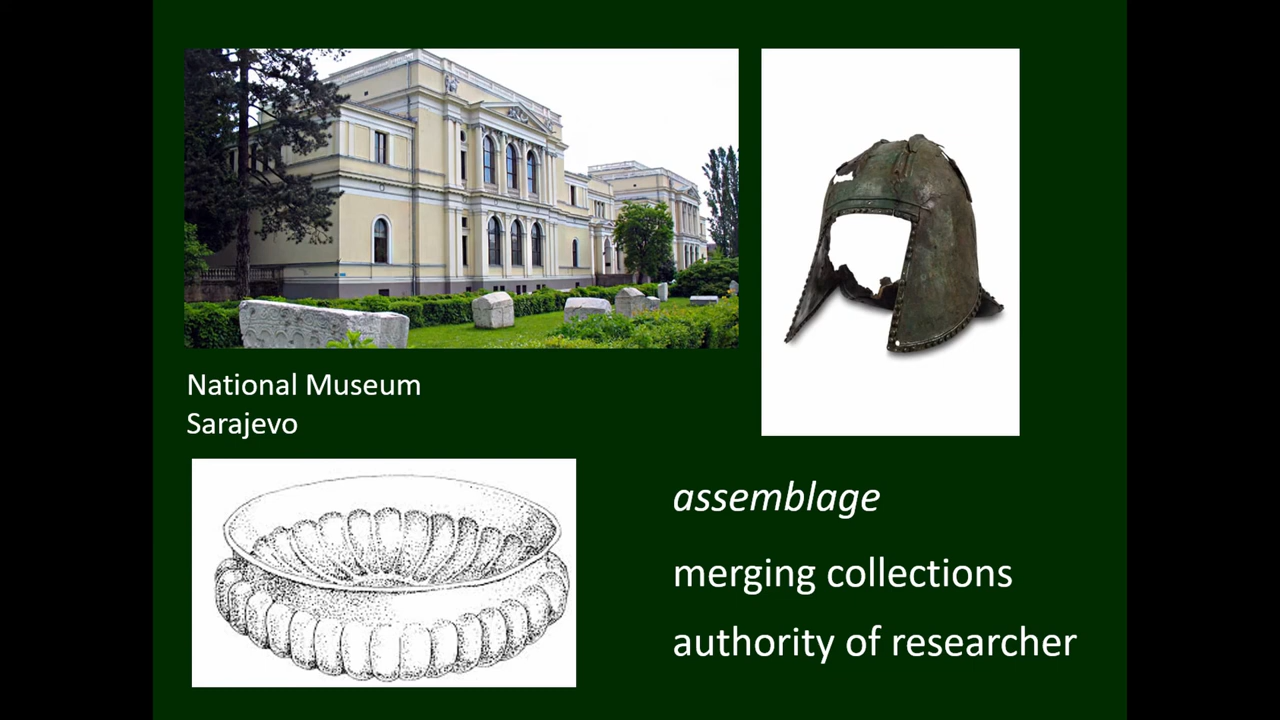 National Museum
Sarajevo
assemblage
merging collections
authority of researcher